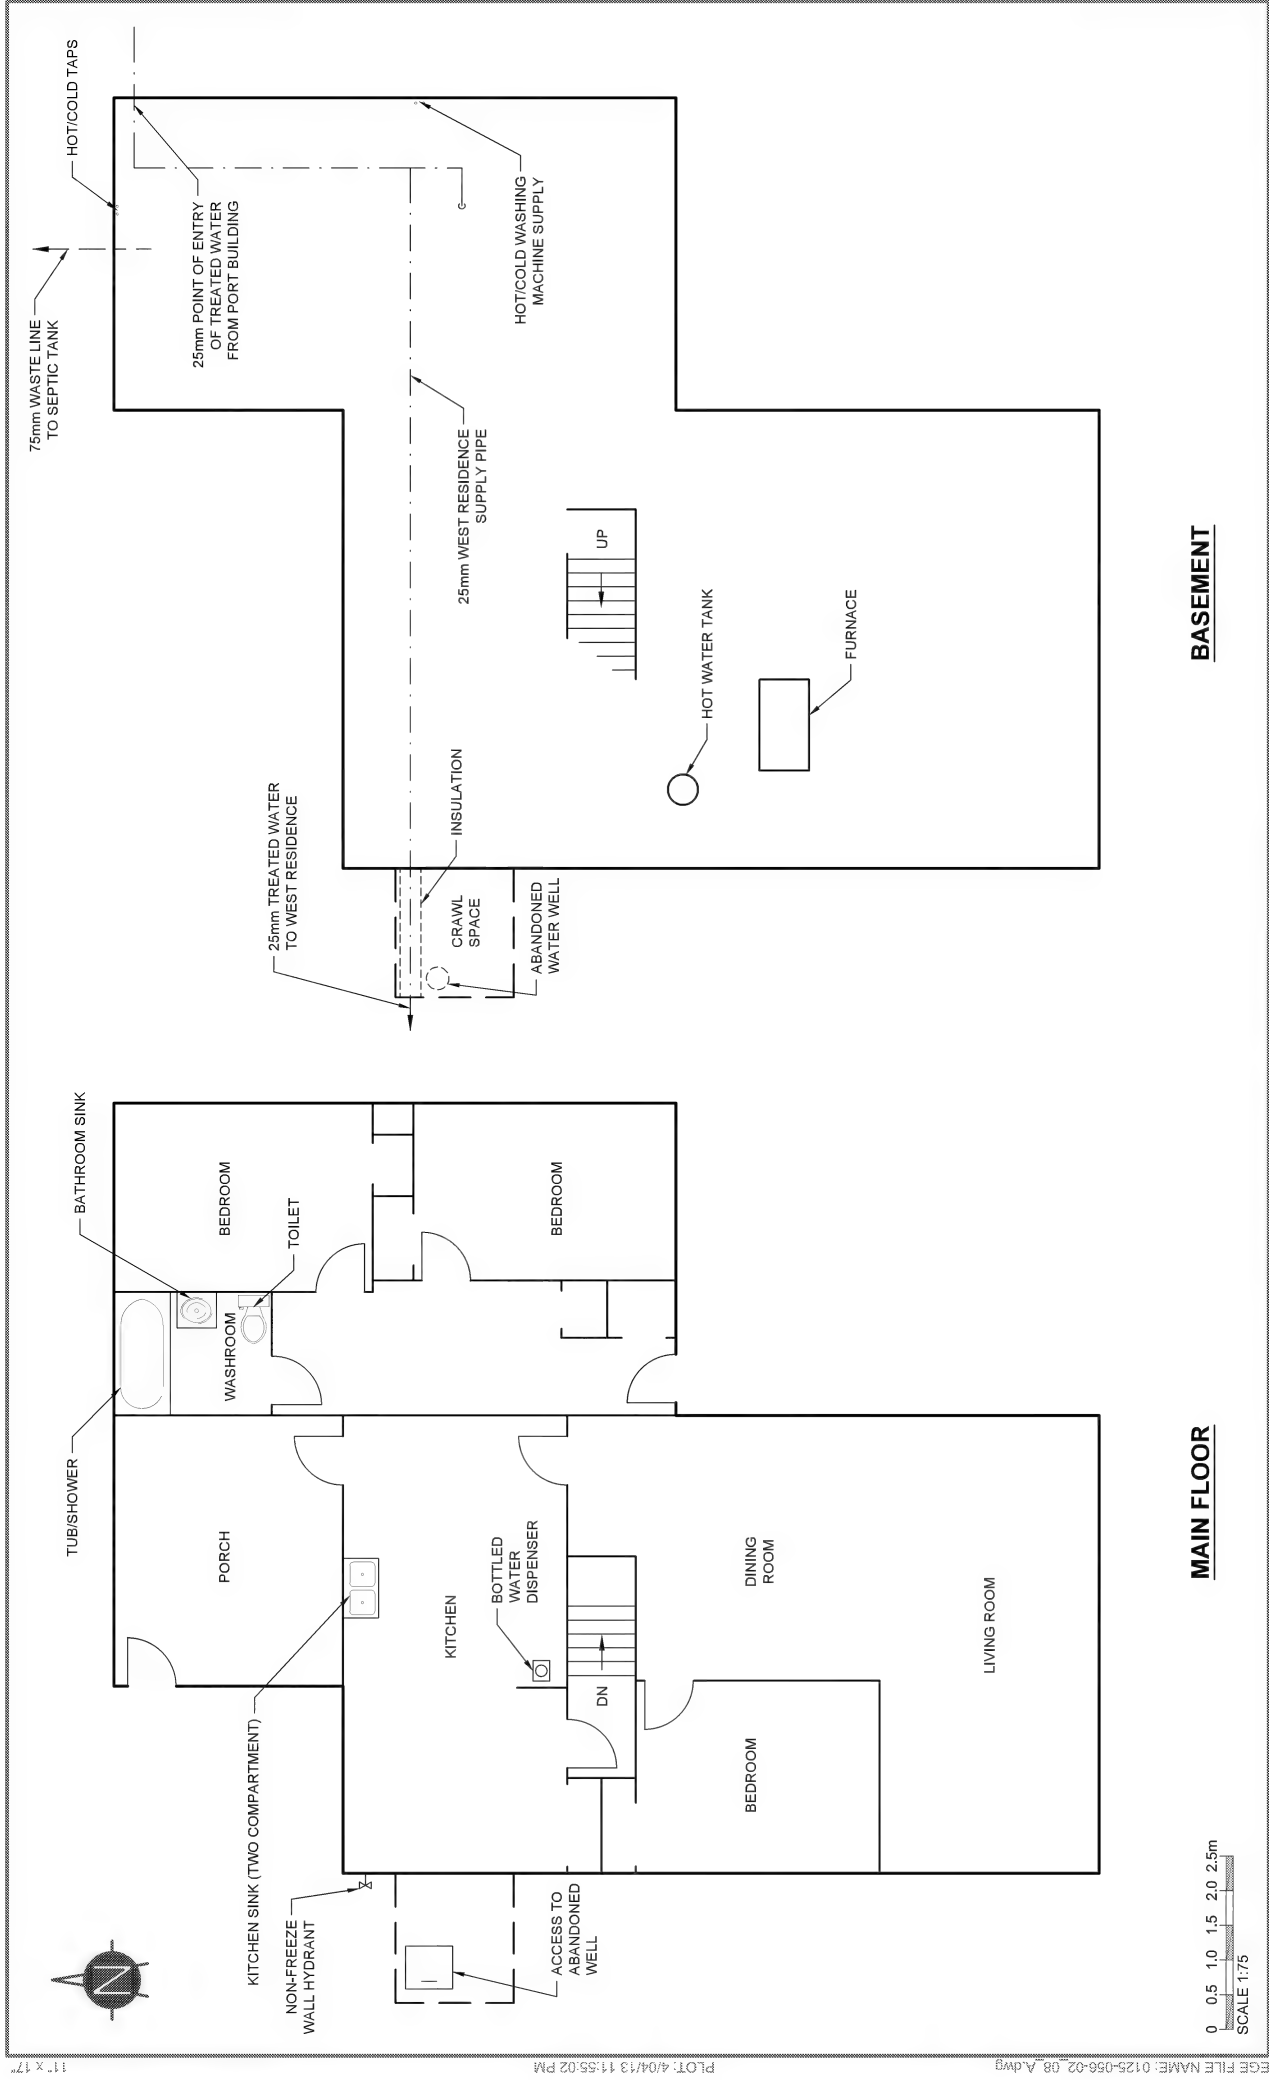 TUB/SHOWER
BATHROOM SINK
PORCH
WASHROOM
BEDROOM
TOILET
KITCHEN SINK (TWO COMPARTMENT)
NON-FREEZE
WALL HYDRANT
N
KITCHEN
BOTTLED
WATER
DISPENSER
BEDROOM
ACCESS TO
ABANDONED
WELL
DN
BEDROOM
DINING
ROOM
LIVING ROOM
MAIN FLOOR
0 0.5 1.0 1.5 2.0 2.5m
SCALE 1:75
75mm WASTE LINE
TO SEPTIC TANK
HOT/COLD TAPS
25mm POINT OF ENTRY
OF TREATED WATER
FROM PORT BUILDING
25mm TREATED WATER
TO WEST RESIDENCE
INSULATION
25mm WEST RESIDENCE
SUPPLY PIPE
HOT/COLD WASHING
MACHINE SUPPLY
CRAWL
SPACE
ABANDONED
WATER WELL
UP
HOT WATER TANK
FURNACE
BASEMENT
EGE FILE NAME: 0125-056-02_08_A.dwg
PLOT: 4/04/13 11:55:02 PM
11" x 17"